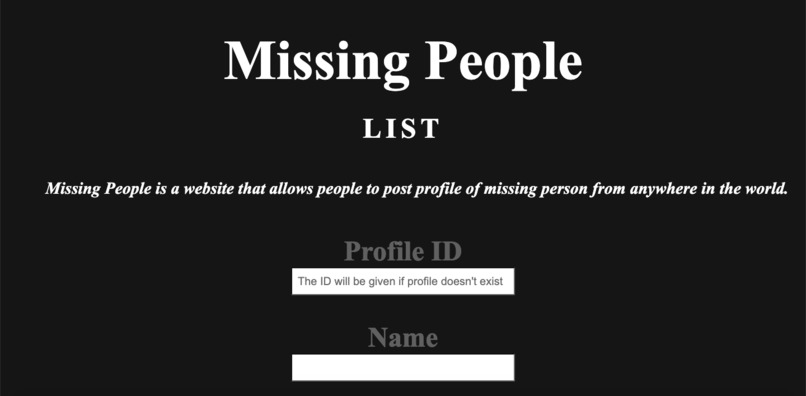 Missing People
LIST
Missing People is a website that allows people to post profile of missing person from anywhere in the world.
Profile ID
The ID will be given if profile doesn't exist
Name